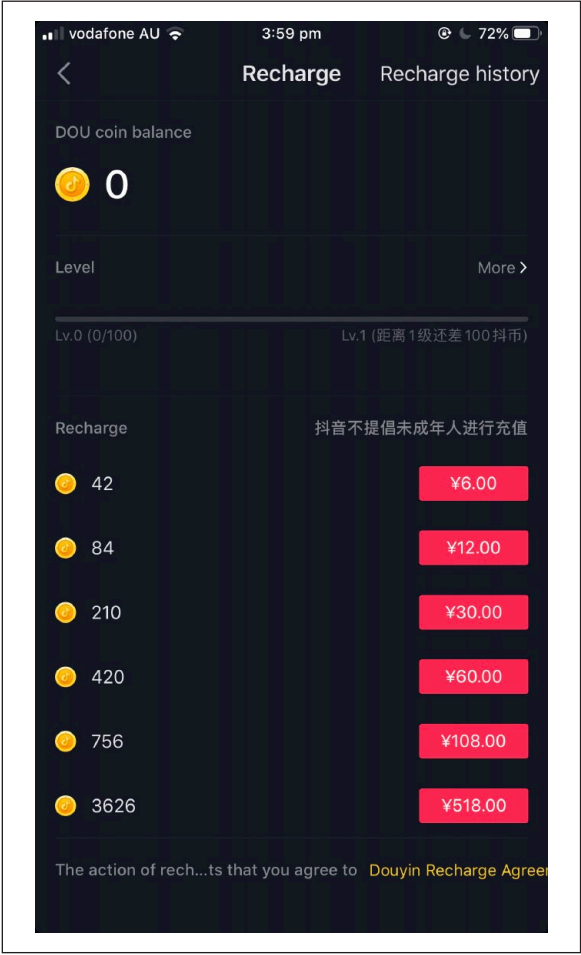 vodafone AU 3:59 pm 72%
Recharge Recharge history
DOU coin balance
0
Level More >
Lv.0 (0/100) Lv.1 (距离1级还差100抖币)
Recharge 抖音不提倡未成年人进行充值
42 ¥6.00
84 ¥12.00
210 ¥30.00
420 ¥60.00
756 ¥108.00
3626 ¥518.00
The action of rech...ts that you agree to Douyin Recharge Agreer